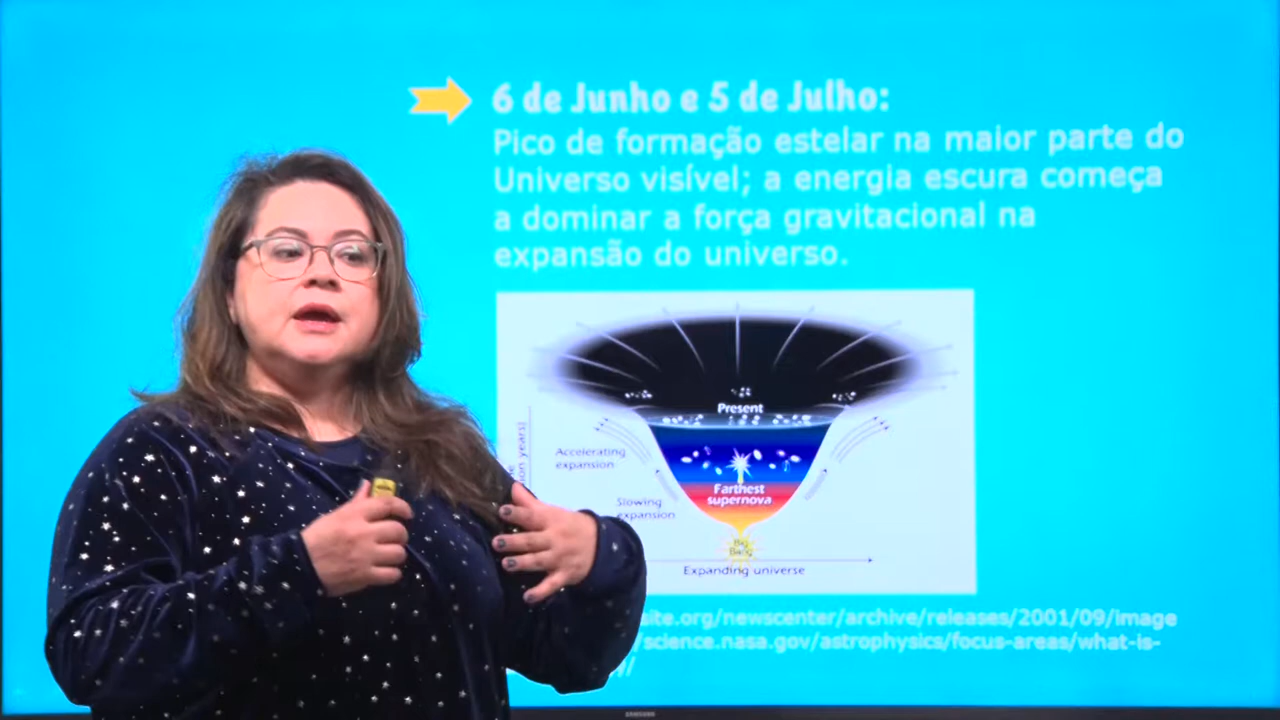 6 de Junho e 5 de Julho:
Pico de formação estelar na maior parte do
Universo visível; a energia escura começa
a dominar a força gravitacional na
expansão do universo.
Present
Accelerating
expansion
Farthest
supernova
Slowing
expansion
Big
Bang
years)
Expanding universe
site.org/newscenter/archive/releases/2001/09/image
/science.nasa.gov/astrophysics/focus-areas/what-is-
SAMSUNG